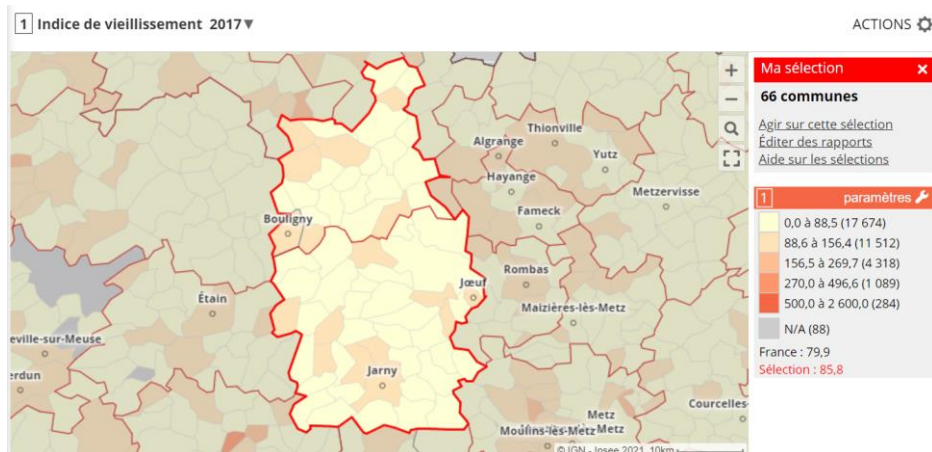 1 Indice de vieillissement 2017▼
ACTIONS
Ma sélection ×
66 communes
Agir sur cette sélection
Éditer des rapports
Aide sur les sélections
1 paramètres
0,0 à 88,5 (17 674)
88,6 à 156,4 (11 512)
156,5 à 269,7 (4 318)
270,0 à 496,6 (1 089)
500,0 à 2 600,0 (284)
N/A (88)
France : 79,9
Sélection : 85,8
+
−
Thionville
Algrange
Yutz
Hayange
Metzervisse
Fameck
Bouligny
Rombas
Jœuf
Étain
Maizières-lès-Metz
eville-sur-Meuse
Jarny
erdun
Courcelles-
Metz
Moulins-lès-Metz
-Metz
© IGN - Insee 2021 10km